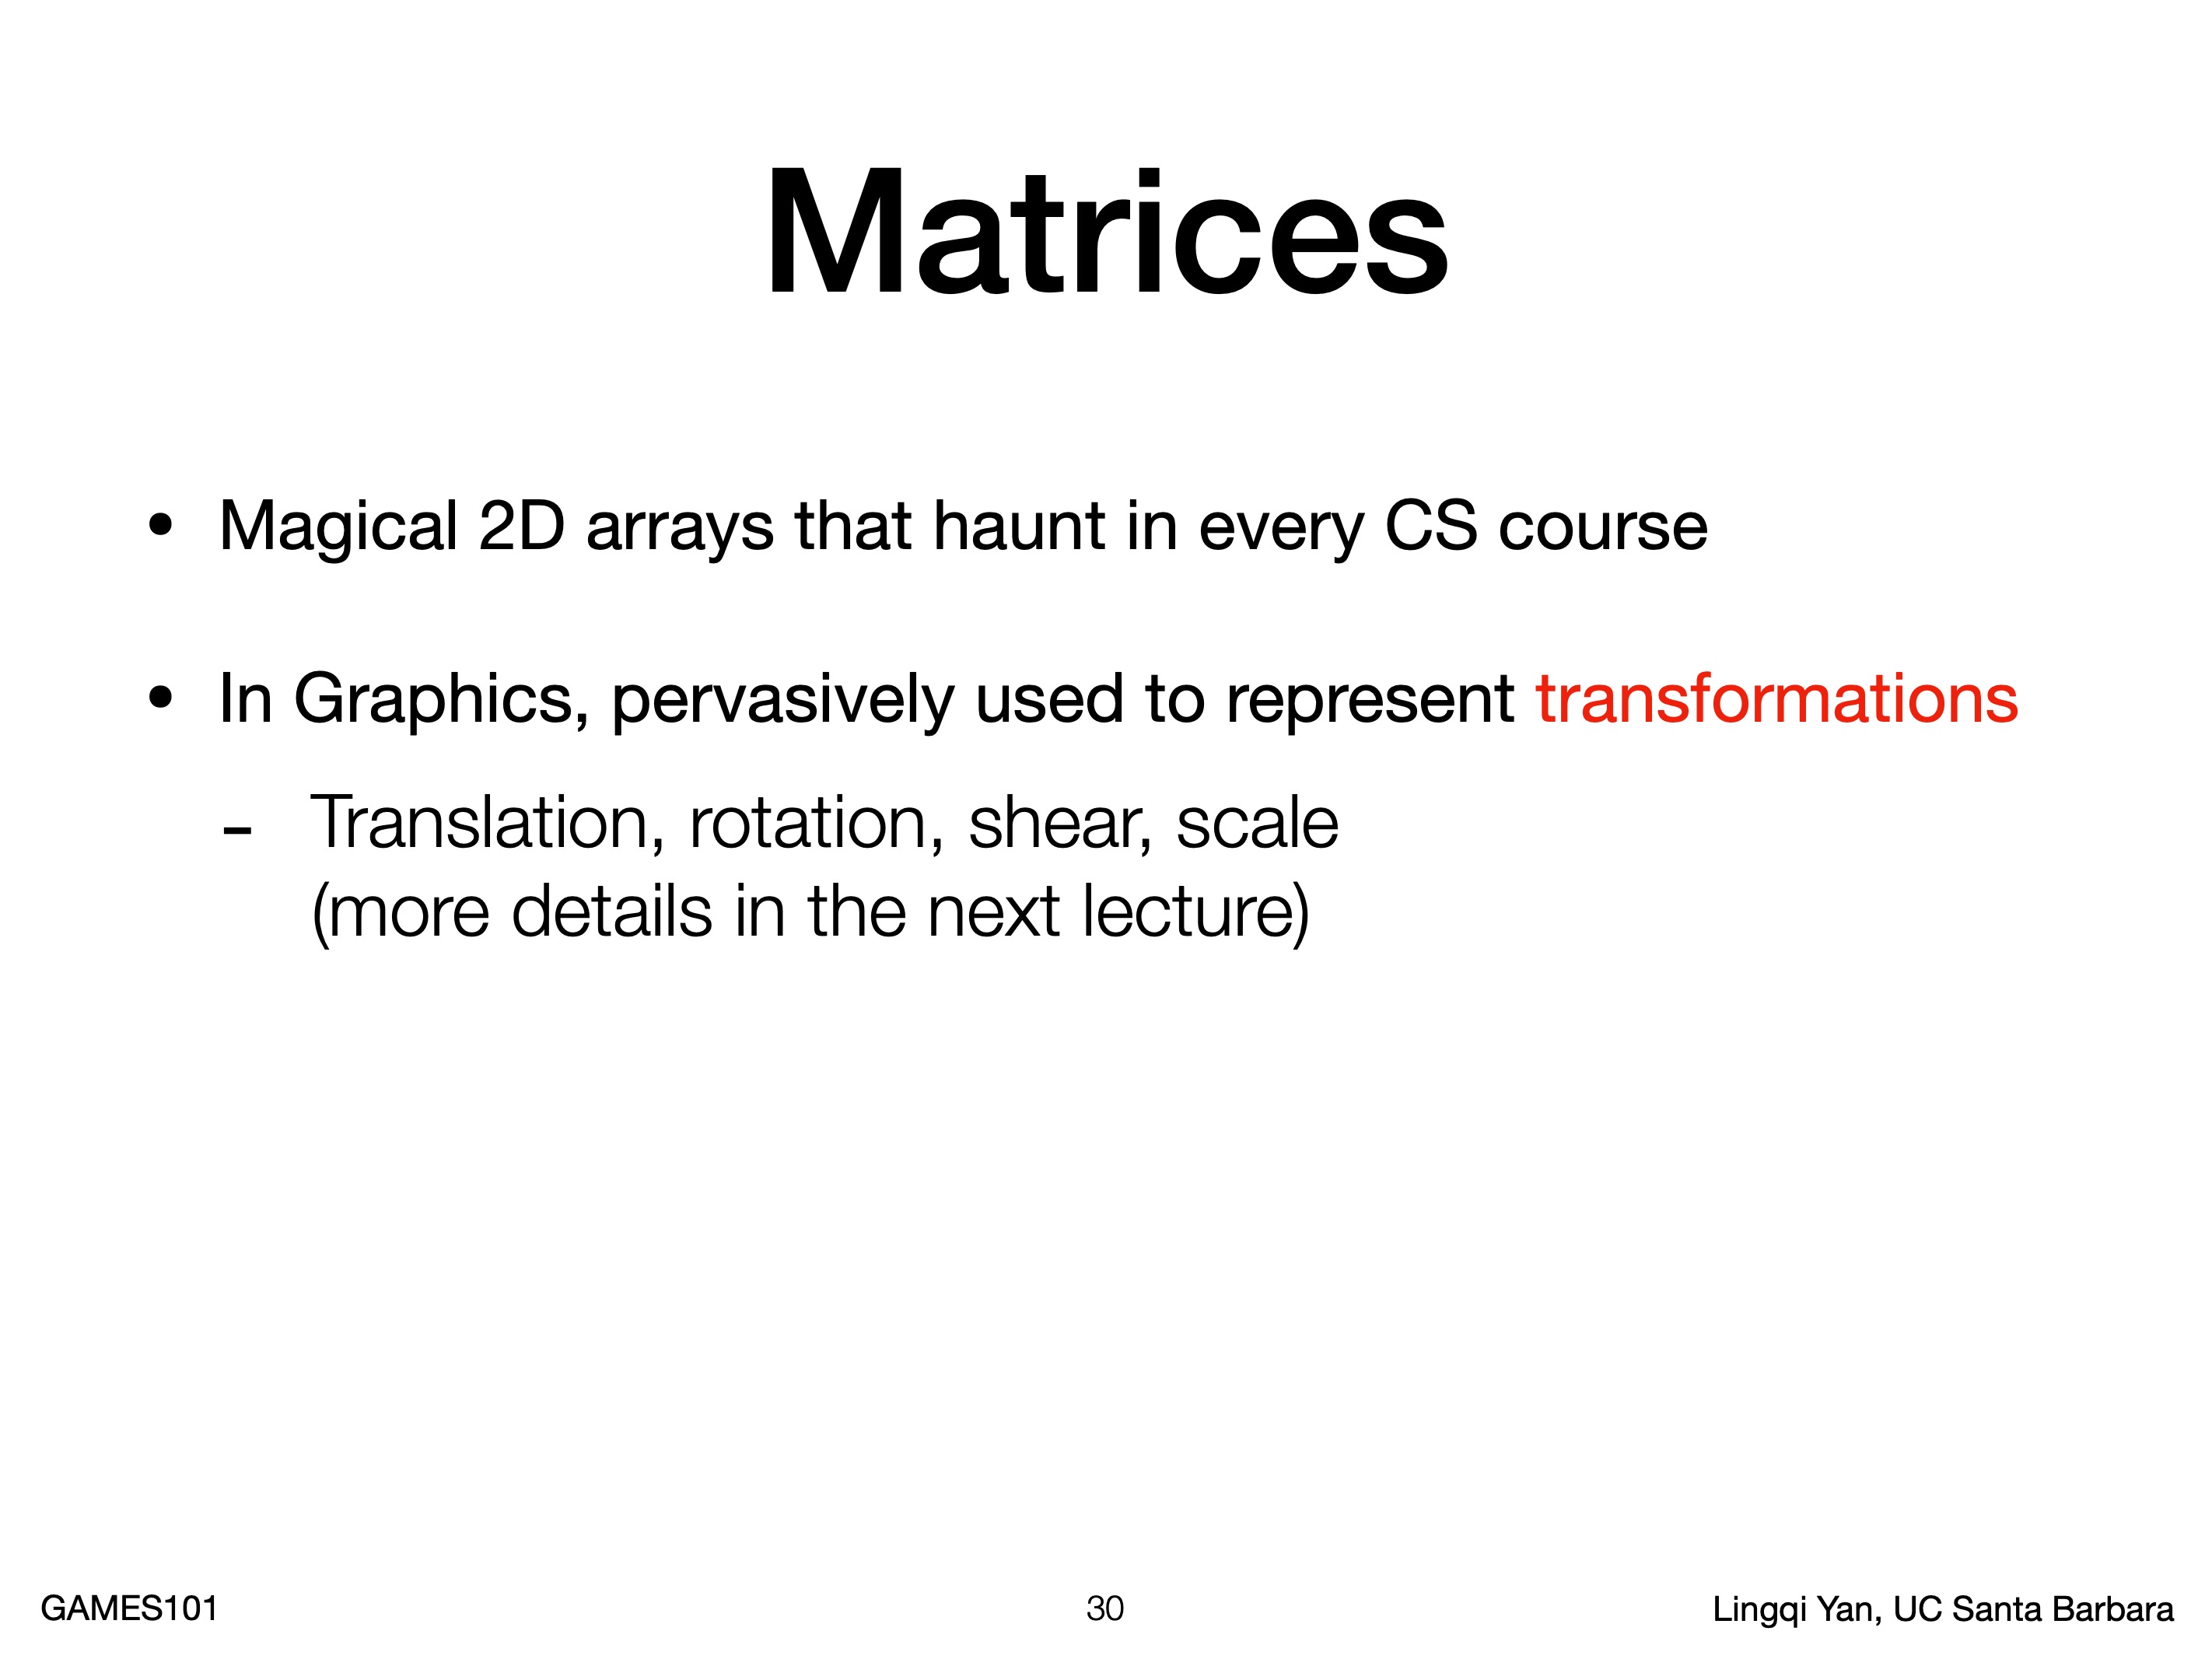 Matrices
• Magical 2D arrays that haunt in every CS course
• In Graphics, pervasively used to represent transformations
- Translation, rotation, shear, scale
(more details in the next lecture)
GAMES101
30
Lingqi Yan, UC Santa Barbara